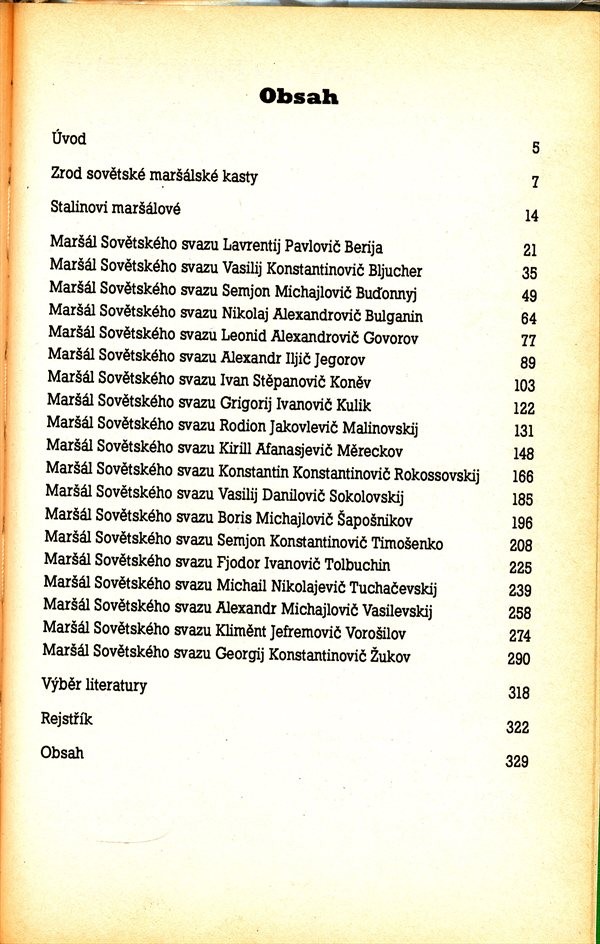 Obsah
Úvod 5
Zrod sovětské maršálské kasty 7
Stalinovi maršálové 14
Maršál Sovětského svazu Lavrentij Pavlovič Berija 21
Maršál Sovětského svazu Vasilij Konstantinovič Bljucher 35
Maršál Sovětského svazu Semjon Michajlovič Buďonnyj 49
Maršál Sovětského svazu Nikolaj Alexandrovič Bulganin 64
Maršál Sovětského svazu Leonid Alexandrovič Govorov 77
Maršál Sovětského svazu Alexandr Iljič Jegorov 89
Maršál Sovětského svazu Ivan Stěpanovič Koněv 103
Maršál Sovětského svazu Grigorij Ivanovič Kulik 122
Maršál Sovětského svazu Rodion Jakovlevič Malinovskij 131
Maršál Sovětského svazu Kirill Afanasjevič Měreckov 148
Maršál Sovětského svazu Konstantin Konstantinovič Rokossovskij 166
Maršál Sovětského svazu Vasilij Danilovič Sokolovskij 185
Maršál Sovětského svazu Boris Michajlovič Šapošnikov 196
Maršál Sovětského svazu Semjon Konstantinovič Timošenko 208
Maršál Sovětského svazu Fjodor Ivanovič Tolbuchin 225
Maršál Sovětského svazu Michail Nikolajevič Tuchačevskij 239
Maršál Sovětského svazu Alexandr Michajlovič Vasilevskij 258
Maršál Sovětského svazu Kliměnt Jefremovič Vorošilov 274
Maršál Sovětského svazu Georgij Konstantinovič Žukov 290
Výběr literatury 318
Rejstřík 322
Obsah 329